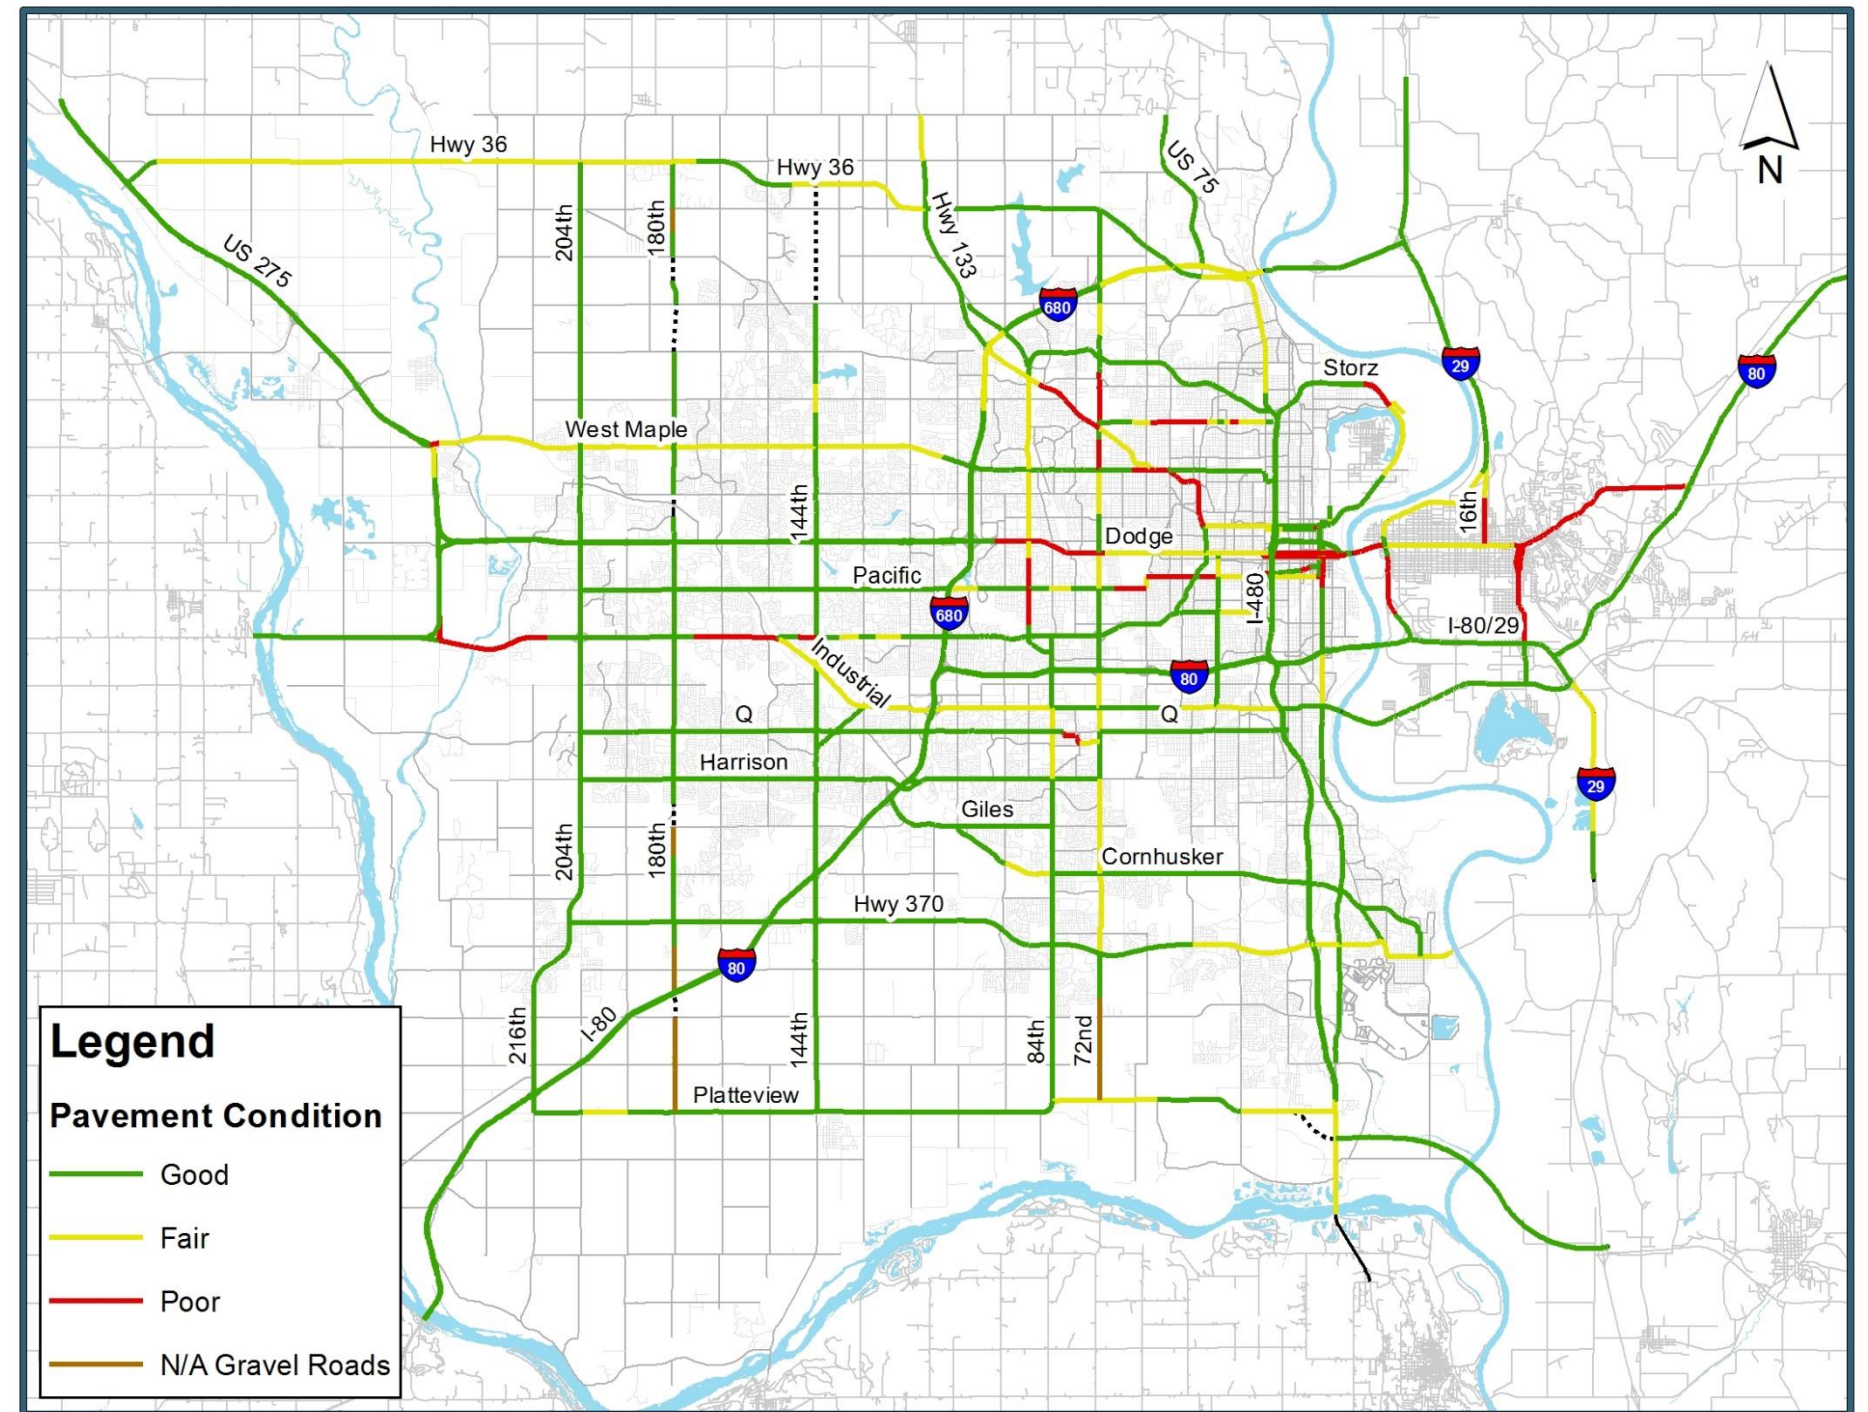 Hwy 36
Hwy 36
US 75
N
204th
180th
Hwy 133
US 275
680
29
80
Storz
West Maple
144th
16th
Dodge
Pacific
I-480
680
I-80/29
Industrial
80
Q
Q
Harrison
29
Giles
204th
180th
Cornhusker
Hwy 370
80
216th
I-80
144th
84th
72nd
Platteview
Legend
Pavement Condition
Good
Fair
Poor
N/A Gravel Roads